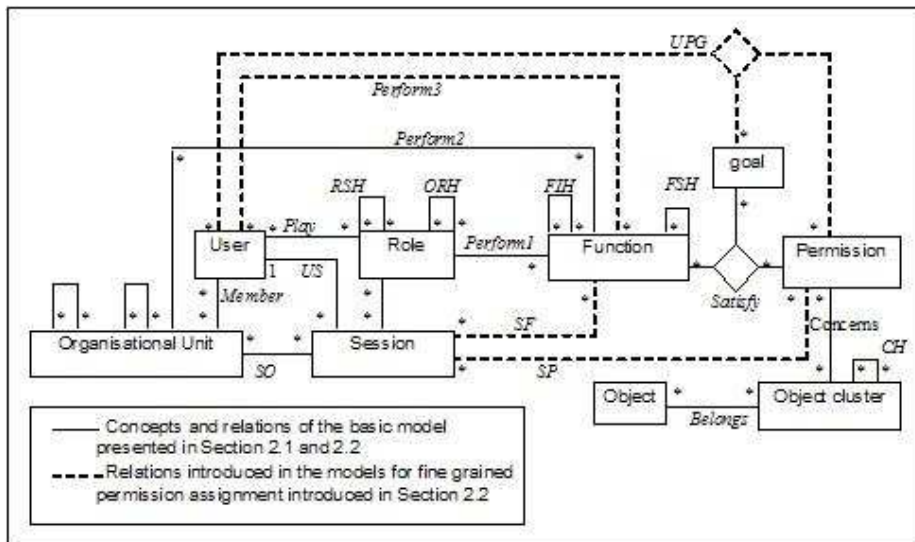 UPG
Perform3
Perform2
goal
RSH
ORH
FIH
FSH
User
Play
Role
Perform1
Function
Permission
1
US
Member
Satisfy
Concerns
Organisational Unit
SO
Session
SF
SP
CH
Object
Belongs
Object cluster
Concepts and relations of the basic model
presented in Section 2.1 and 2.2
Relations introduced in the models for fine grained
permission assignment introduced in Section 2.2